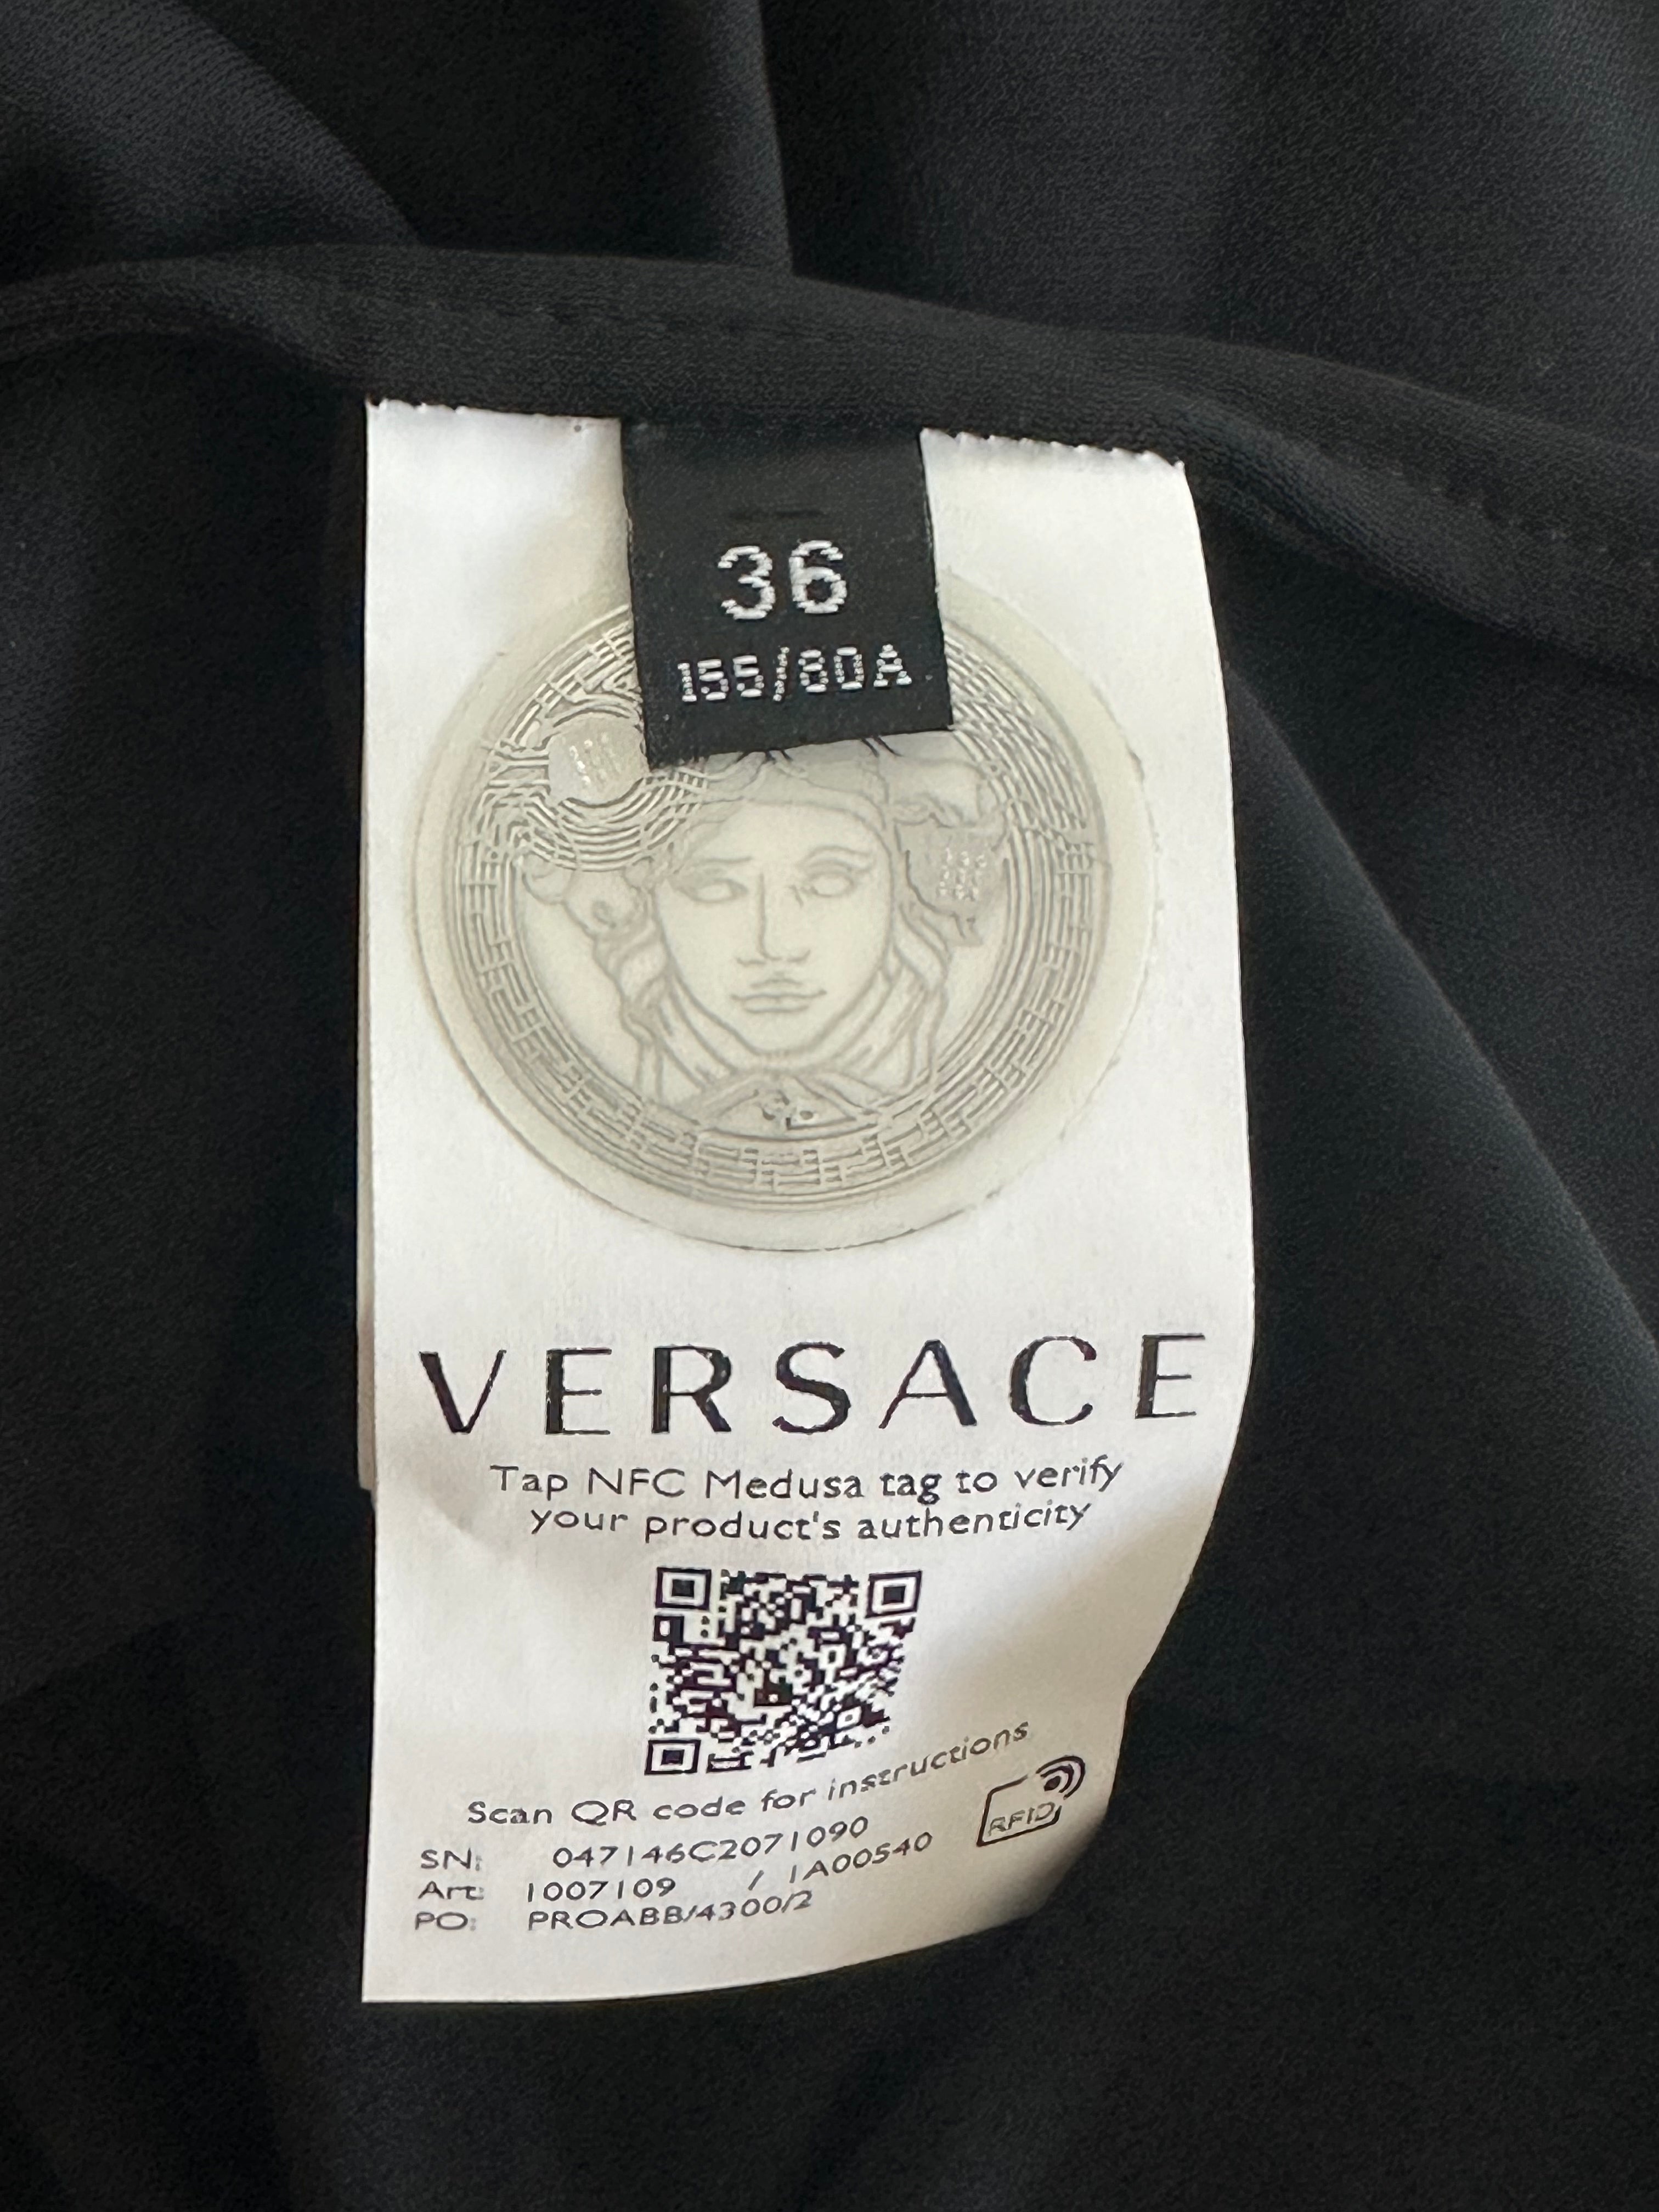 36
155/80A
VERSACE
Tap NFC Medusa tag to verify
your product's authenticity
Scan QR code for instructions
RFID
SN: 047146C2071090
Art: 1007109 / 1A00540
PO: PROABB/4300/2